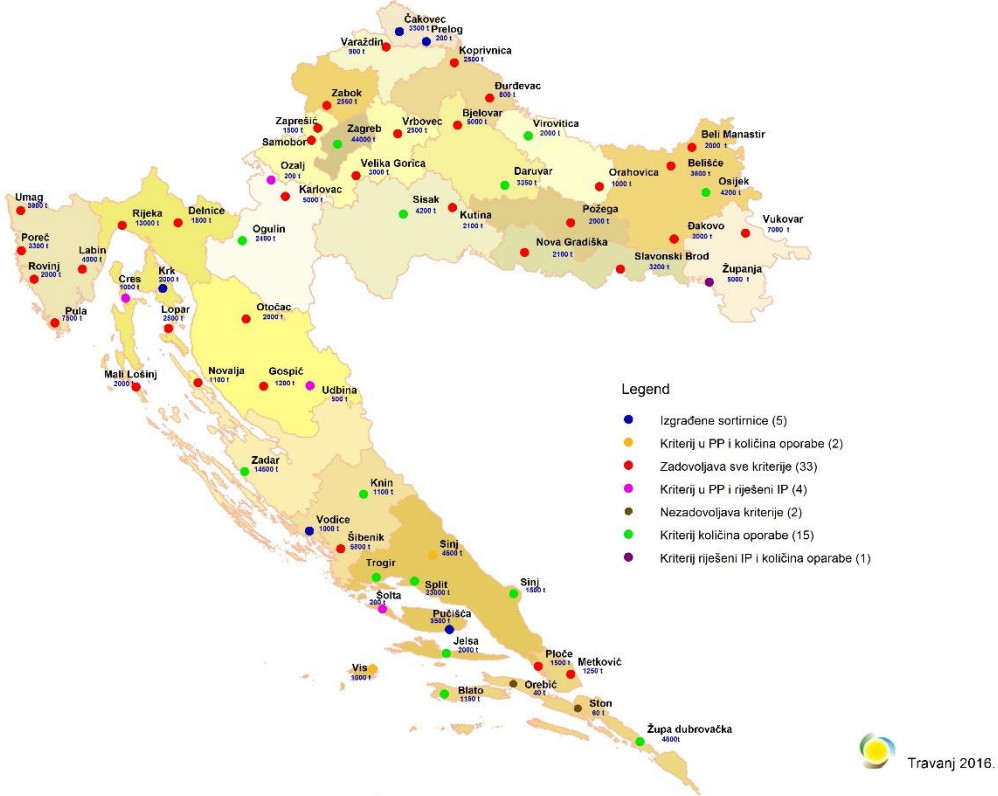 Čakovec
3300 t
Prelog
200 t
Varaždin
900 t
Koprivnica
2500 t
Đurđevac
800 t
Zabok
2550 t
Bjelovar
5000 t
Zaprešić
1500 t
Samobor
Zagreb
44000 t
Vrbovec
2500 t
Virovitica
2000 t
Beli Manastir
2000 t
Belišće
3600 t
Osijek
4200 t
Orahovica
1000 t
Daruvar
3350 t
Velika Gorica
3000 t
Ozalj
200 t
Karlovac
5000 t
Sisak
4200 t
Kutina
2100 t
Požega
2000 t
Đakovo
3000 t
Vukovar
7000 t
Nova Gradiška
2100 t
Slavonski Brod
3200 t
Županja
5000 t
Ogulin
2400 t
Umag
3900 t
Rijeka
13000 t
Delnice
1500 t
Poreč
3300 t
Labin
4000 t
Rovinj
2000 t
Cres
1000 t
Krk
2000 t
Pula
7500 t
Lopar
2500 t
Otočac
2000 t
Mali Lošinj
2000 t
Novalja
1100 t
Gospić
1200 t
Udbina
500 t
Legend
Izgrađene sortirnice (5)
Kriterij u PP i količina oporabe (2)
Zadovoljava sve kriterije (33)
Kriterij u PP i riješeni IP (4)
Nezadovoljava kriterije (2)
Kriterij količina oporabe (15)
Kriterij riješeni IP i količina oparabe (1)
Zadar
14600 t
Knin
1100 t
Vodice
1000 t
Šibenik
5800 t
Sinj
4500 t
Trogir
Split
23000 t
Sinj
1500 t
Šolta
200 t
Pučišća
3500 t
Jelsa
2000 t
Vis
1000 t
Ploče
1500 t
Metković
1250 t
Blato
1150 t
Orebić
40 t
Ston
60 t
Župa dubrovačka
4800t
Travanj 2016.